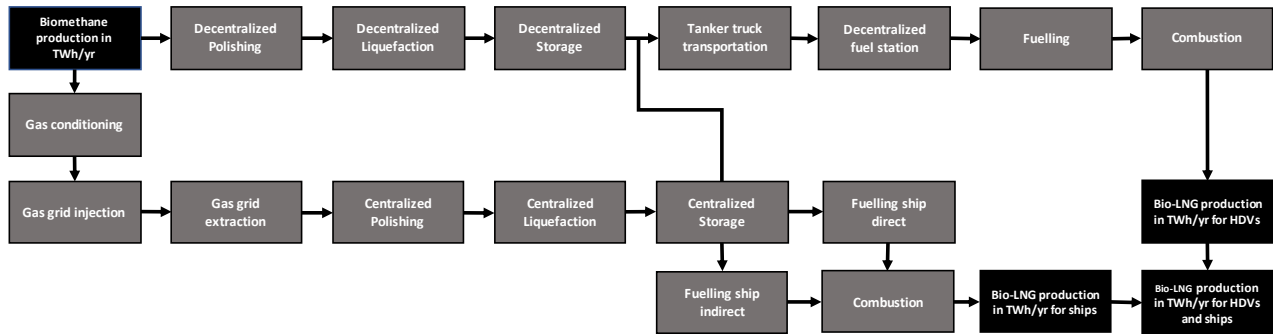 Biomethane
production in
TWh/yr
Decentralized
Polishing
Decentralized
Liquefaction
Decentralized
Storage
Tanker truck
transportation
Decentralized
fuel station
Fuelling
Combustion
Gas conditioning
Gas grid injection
Gas grid
extraction
Centralized
Polishing
Centralized
Liquefaction
Centralized
Storage
Fuelling ship
direct
Bio-LNG production
in TWh/yr for HDVs
Fuelling ship
indirect
Combustion
Bio-LNG production
in TWh/yr for ships
Bio-LNG production
in TWh/yr for HDVs
and ships